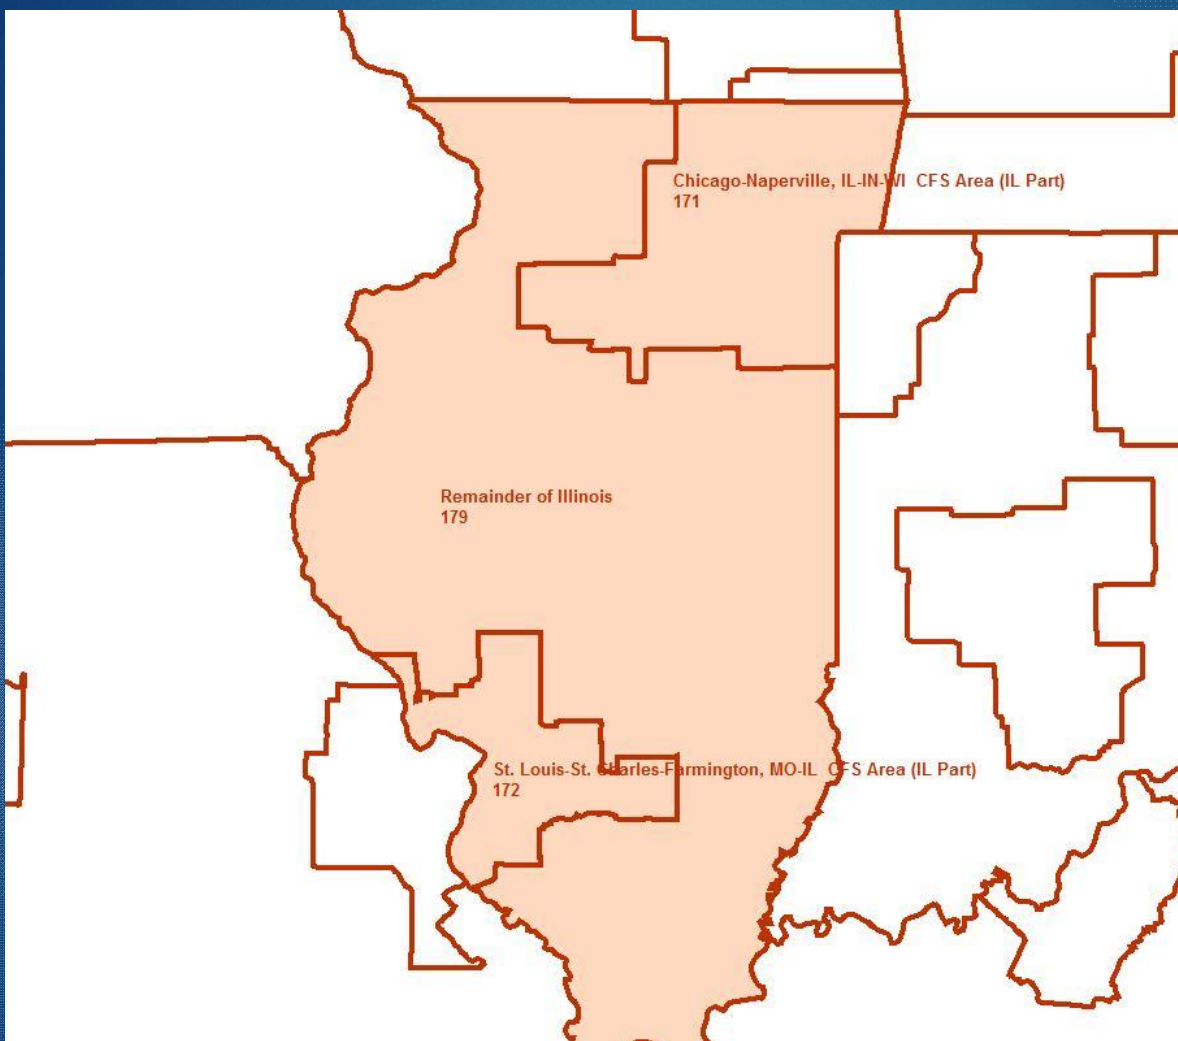 Chicago-Naperville, IL-IN-WI CFS Area (IL Part)
171
Remainder of Illinois
179
St. Louis-St. Charles-Farmington, MO-IL CFS Area (IL Part)
172